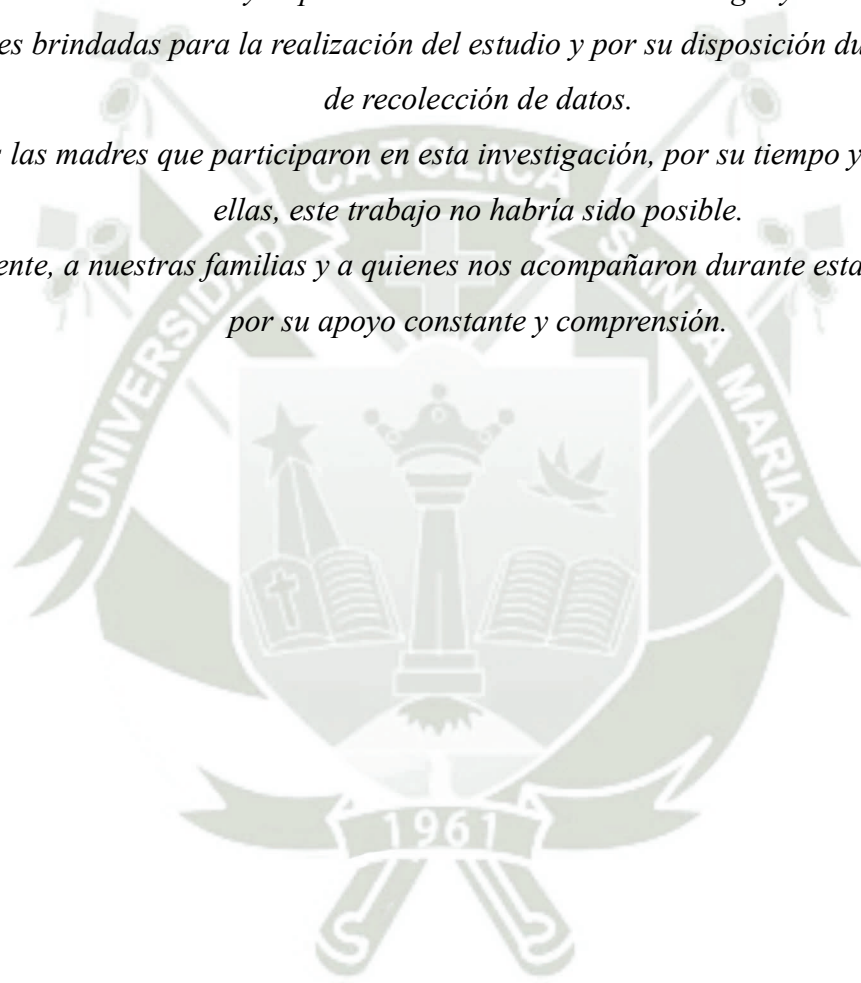 es brindadas para la realización del estudio y por su disposición du
de recolección de datos.
las madres que participaron en esta investigación, por su tiempo y
ellas, este trabajo no habría sido posible.
ente, a nuestras familias y a quienes nos acompañaron durante esta
por su apoyo constante y comprensión.
UNIVERSIDAD CATOLICA SANTA MARIA
1961